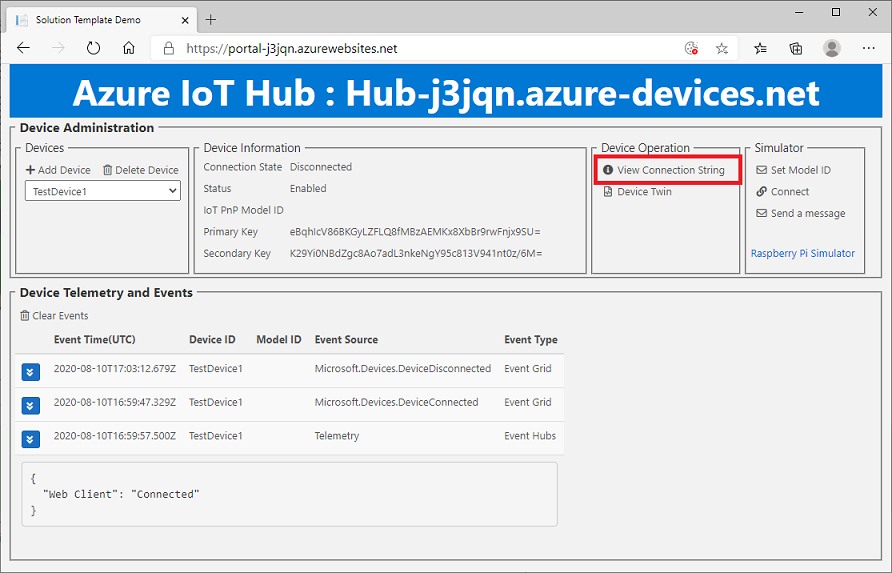 Solution Template Demo
https://portal-j3jqn.azurewebsites.net
Azure IoT Hub : Hub-j3jqn.azure-devices.net
Device Administration
Devices
Add Device Delete Device
TestDevice1
Device Information
Connection State Disconnected
Status Enabled
IoT PnP Model ID
Primary Key eBqhIcV86BKGyLZFLQ8fMBzAEMKx8XbBr9rwFnjx9SU=
Secondary Key K29Yi0NBdZgc8Ao7adL3nkeNgY95c813V941nt0z/6M=
Device Operation
View Connection String
Device Twin
Simulator
Set Model ID
Connect
Send a message
Raspberry Pi Simulator
Device Telemetry and Events
Clear Events
Event Time(UTC) Device ID Model ID Event Source Event Type
2020-08-10T17:03:12.679Z TestDevice1 Microsoft.Devices.DeviceDisconnected Event Grid
2020-08-10T16:59:47.329Z TestDevice1 Microsoft.Devices.DeviceConnected Event Grid
2020-08-10T16:59:57.500Z TestDevice1 Telemetry Event Hubs
{
"Web Client": "Connected"
}